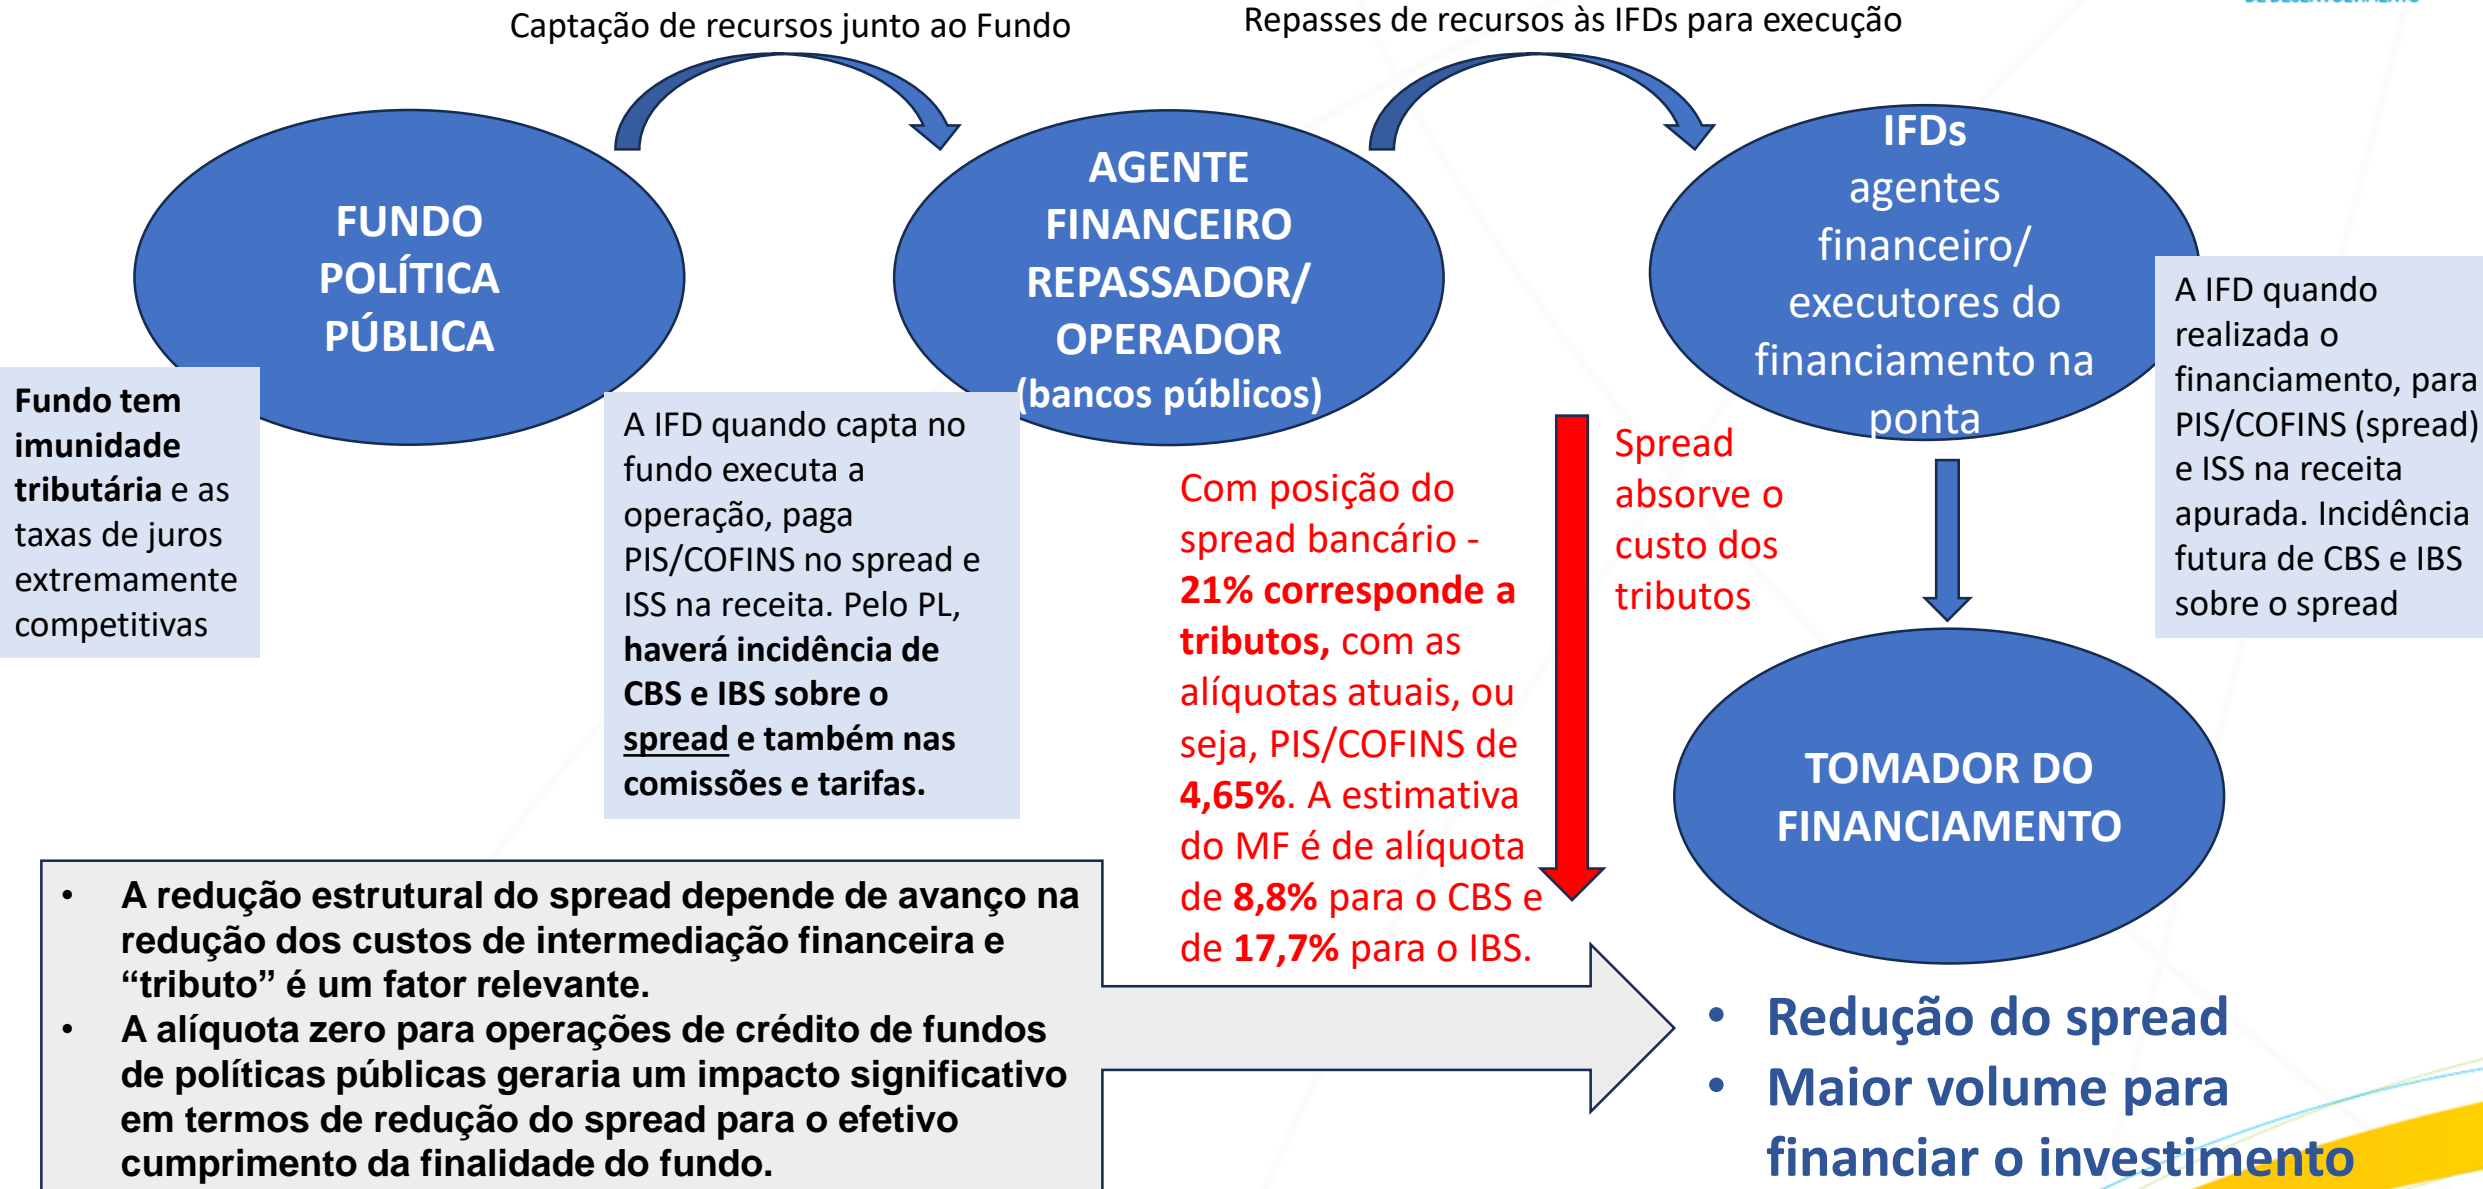 DE DESENVOLVIMENTO
Captação de recursos junto ao Fundo
Repasses de recursos às IFDs para execução
FUNDO
POLÍTICA
PÚBLICA
AGENTE
FINANCEIRO
REPASSADOR/
OPERADOR
(bancos públicos)
IFDs
agentes
financeiro/
executores do
financiamento na
ponta
Fundo tem
imunidade
tributária e as
taxas de juros
extremamente
competitivas
A IFD quando capta no
fundo executa a
operação, paga
PIS/COFINS no spread e
ISS na receita. Pelo PL,
haverá incidência de
CBS e IBS sobre o
spread e também nas
comissões e tarifas.
Com posição do
spread bancário -
21% corresponde a
tributos, com as
alíquotas atuais, ou
seja, PIS/COFINS de
4,65%. A estimativa
do MF é de alíquota
de 8,8% para o CBS e
de 17,7% para o IBS.
Spread
absorve o
custo dos
tributos
A IFD quando
realizada o
financiamento, para
PIS/COFINS (spread)
e ISS na receita
apurada. Incidência
futura de CBS e IBS
sobre o spread
TOMADOR DO
FINANCIAMENTO
• A redução estrutural do spread depende de avanço na
redução dos custos de intermediação financeira e
“tributo” é um fator relevante.
• A alíquota zero para operações de crédito de fundos
de políticas públicas geraria um impacto significativo
em termos de redução do spread para o efetivo
cumprimento da finalidade do fundo.
• Redução do spread
• Maior volume para
financiar o investimento